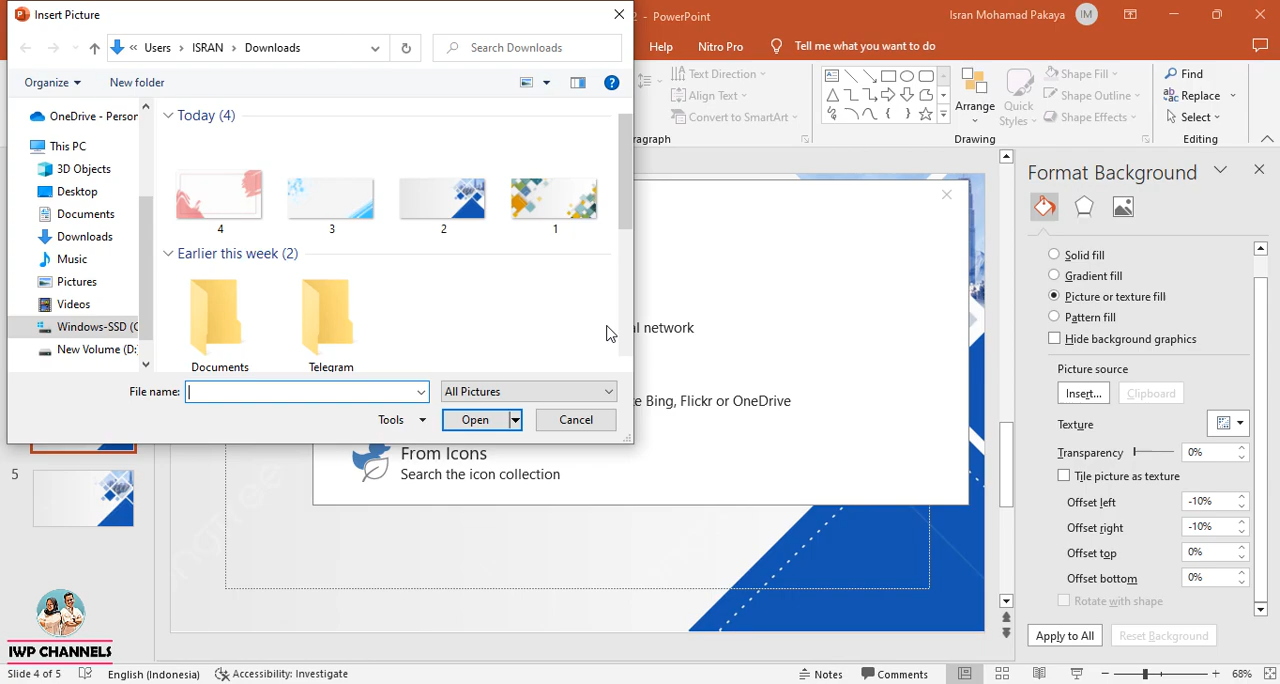 Insert Picture
2 - PowerPoint
Isran Mohamad Pakaya
IM
« Users › ISRAN › Downloads
Search Downloads
Help
Nitro Pro
Tell me what you want to do
Organize
New folder
Text Direction
Align Text
Convert to SmartArt
aragraph
Arrange
Quick
Styles
Shape Fill
Shape Outline
Shape Effects
Drawing
Find
Replace
Select
Editing
OneDrive - Person
This PC
3D Objects
Desktop
Documents
Downloads
Music
Pictures
Videos
Windows-SSD (C
New Volume (D:
Today (4)
4
3
2
1
Earlier this week (2)
Documents
Telegram
File name:
All Pictures
Tools
Open
Cancel
l network
e Bing, Flickr or OneDrive
From Icons
Search the icon collection
Format Background
Solid fill
Gradient fill
Picture or texture fill
Pattern fill
Hide background graphics
Picture source
Insert...
Clipboard
Texture
Transparency
0%
Tile picture as texture
Offset left
-10%
Offset right
-10%
Offset top
0%
Offset bottom
0%
Rotate with shape
Apply to All
Reset Background
5
IWP CHANNELS
Slide 4 of 5
English (Indonesia)
Accessibility: Investigate
Notes
Comments
68%